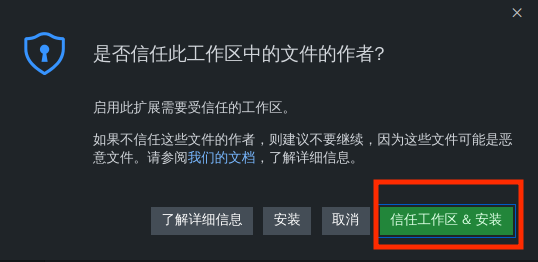 是否信任此工作区中的文件的作者?
启用此扩展需要受信任的工作区。
如果不信任这些文件的作者，则建议不要继续，因为这些文件可能是恶
意文件。请参阅我们的文档，了解详细信息。
了解详细信息 安装 取消 信任工作区 & 安装